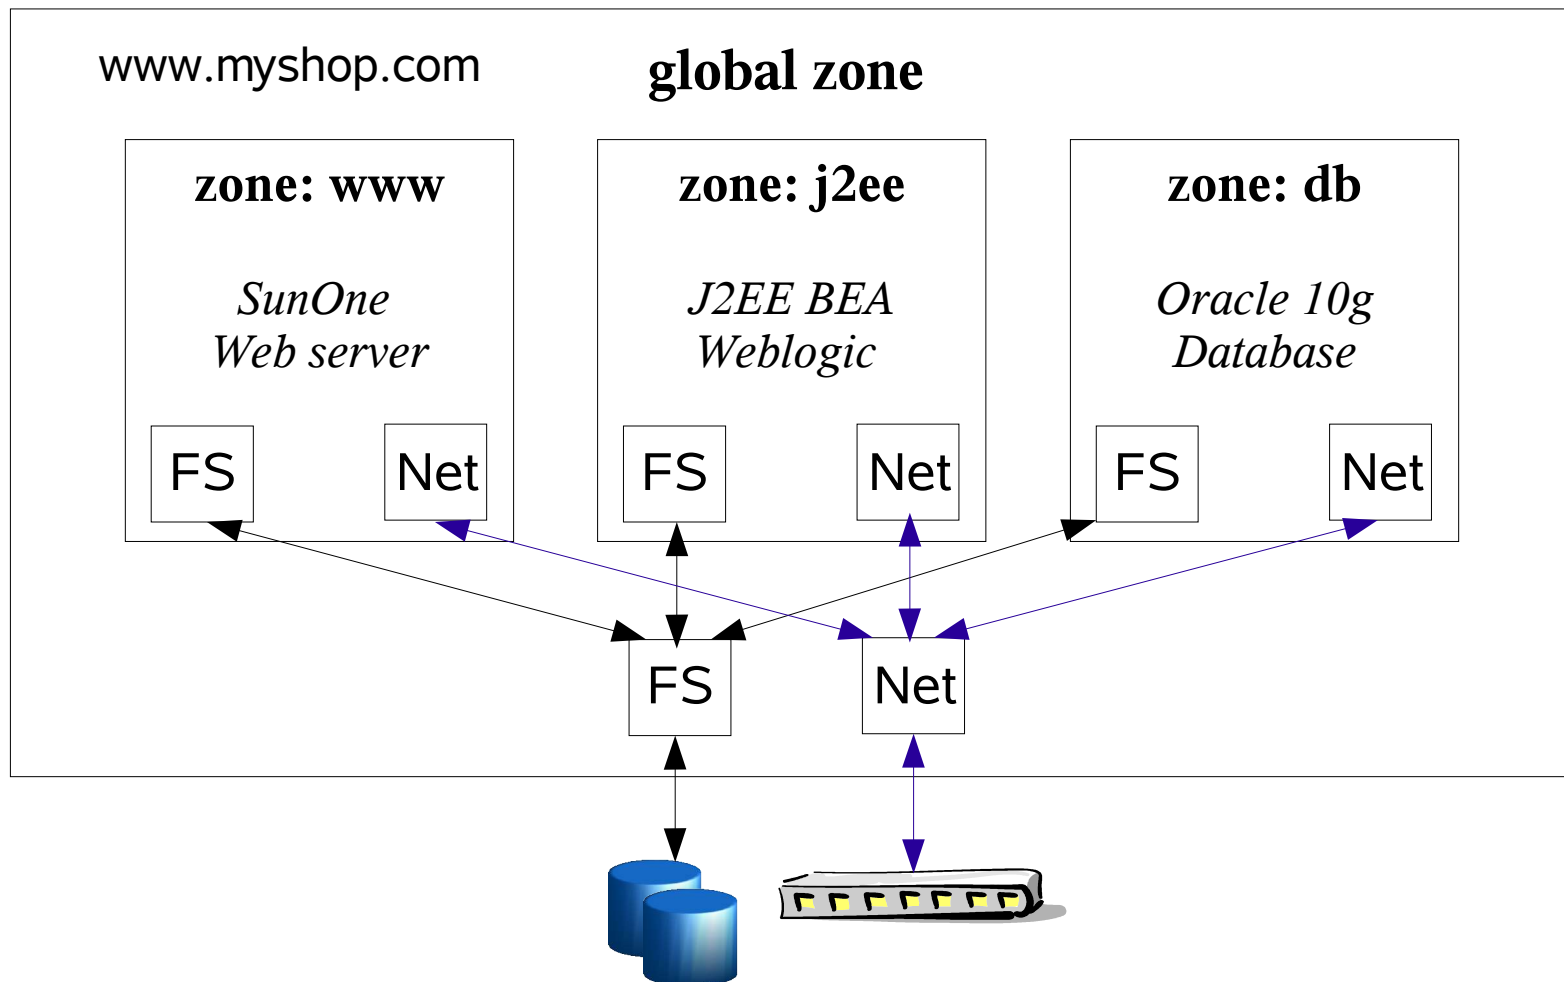 www.myshop.com
global zone
zone: www
SunOne
Web server
FS
Net
zone: j2ee
J2EE BEA
Weblogic
FS
Net
zone: db
Oracle 10g
Database
FS
Net
FS
Net